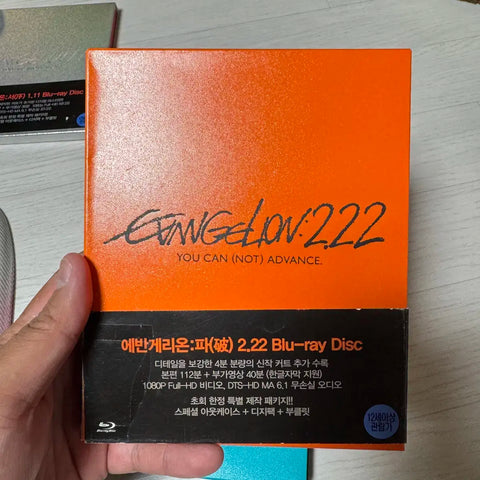 온:서(序) 1.11 Blu-ray Disc
EVANGELION:2.22
YOU CAN (NOT) ADVANCE.
에반게리온:파(破) 2.22 Blu-ray Disc
디테일을 보강한 4분 분량의 신작 커트 추가 수록
본편 112분 + 부가영상 40분 (한글자막 지원)
1080P Full-HD 비디오, DTS-HD MA 6.1 무손실 오디오
초회 한정 특별 제작 패키지!!
스페셜 아웃케이스 + 디지팩 + 부클릿
12세이상
관람가